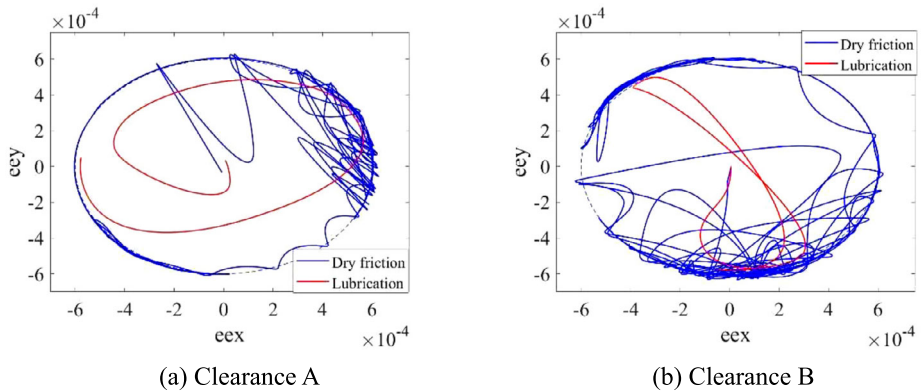 ×10⁻⁴
6
4
2
0
-2
-4
-6
eey
Dry friction
Lubrication
-6 -4 -2 0 2 4 6
eex
×10⁻⁴
(a) Clearance A
×10⁻⁴
6
4
2
0
-2
-4
-6
eey
Dry friction
Lubrication
-6 -4 -2 0 2 4 6
eex
×10⁻⁴
(b) Clearance B